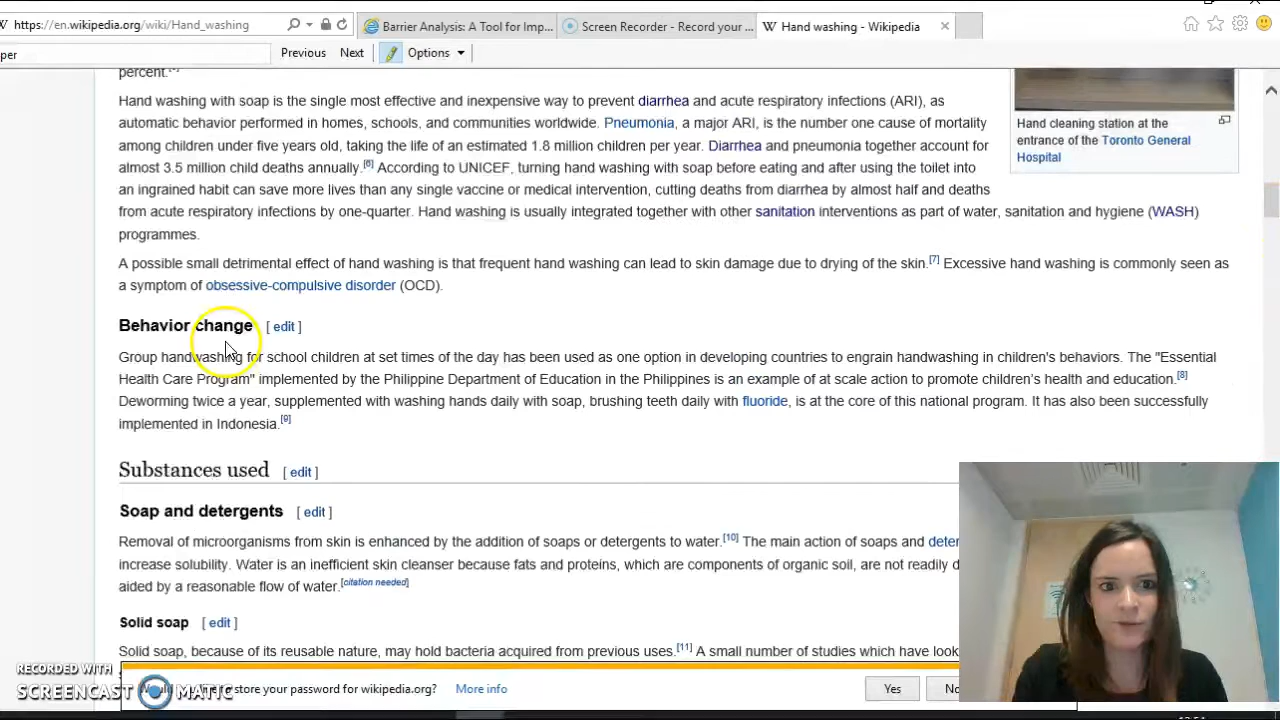 https://en.wikipedia.org/wiki/Hand_washing
Barrier Analysis: A Tool for Imp...
Screen Recorder - Record your ...
W Hand washing - Wikipedia
per
Previous Next Options
percent.
Hand washing with soap is the single most effective and inexpensive way to prevent diarrhea and acute respiratory infections (ARI), as
automatic behavior performed in homes, schools, and communities worldwide. Pneumonia, a major ARI, is the number one cause of mortality
among children under five years old, taking the life of an estimated 1.8 million children per year. Diarrhea and pneumonia together account for
almost 3.5 million child deaths annually.[6] According to UNICEF, turning hand washing with soap before eating and after using the toilet into
an ingrained habit can save more lives than any single vaccine or medical intervention, cutting deaths from diarrhea by almost half and deaths
from acute respiratory infections by one-quarter. Hand washing is usually integrated together with other sanitation interventions as part of water, sanitation and hygiene (WASH)
programmes.
Hand cleaning station at the
entrance of the Toronto General
Hospital
A possible small detrimental effect of hand washing is that frequent hand washing can lead to skin damage due to drying of the skin.[7] Excessive hand washing is commonly seen as
a symptom of obsessive-compulsive disorder (OCD).
Behavior change [ edit ]
Group handwashing for school children at set times of the day has been used as one option in developing countries to engrain handwashing in children's behaviors. The "Essential
Health Care Program" implemented by the Philippine Department of Education in the Philippines is an example of at scale action to promote children's health and education.[8]
Deworming twice a year, supplemented with washing hands daily with soap, brushing teeth daily with fluoride, is at the core of this national program. It has also been successfully
implemented in Indonesia.[9]
Substances used [ edit ]
Soap and detergents [ edit ]
Removal of microorganisms from skin is enhanced by the addition of soaps or detergents to water.[10] The main action of soaps and deter
increase solubility. Water is an inefficient skin cleanser because fats and proteins, which are components of organic soil, are not readily d
aided by a reasonable flow of water.[citation needed]
Solid soap [ edit ]
Solid soap, because of its reusable nature, may hold bacteria acquired from previous uses.[11] A small number of studies which have look
RECORDED WITH
SCREENCAST MATIC
store your password for wikipedia.org? More info Yes No